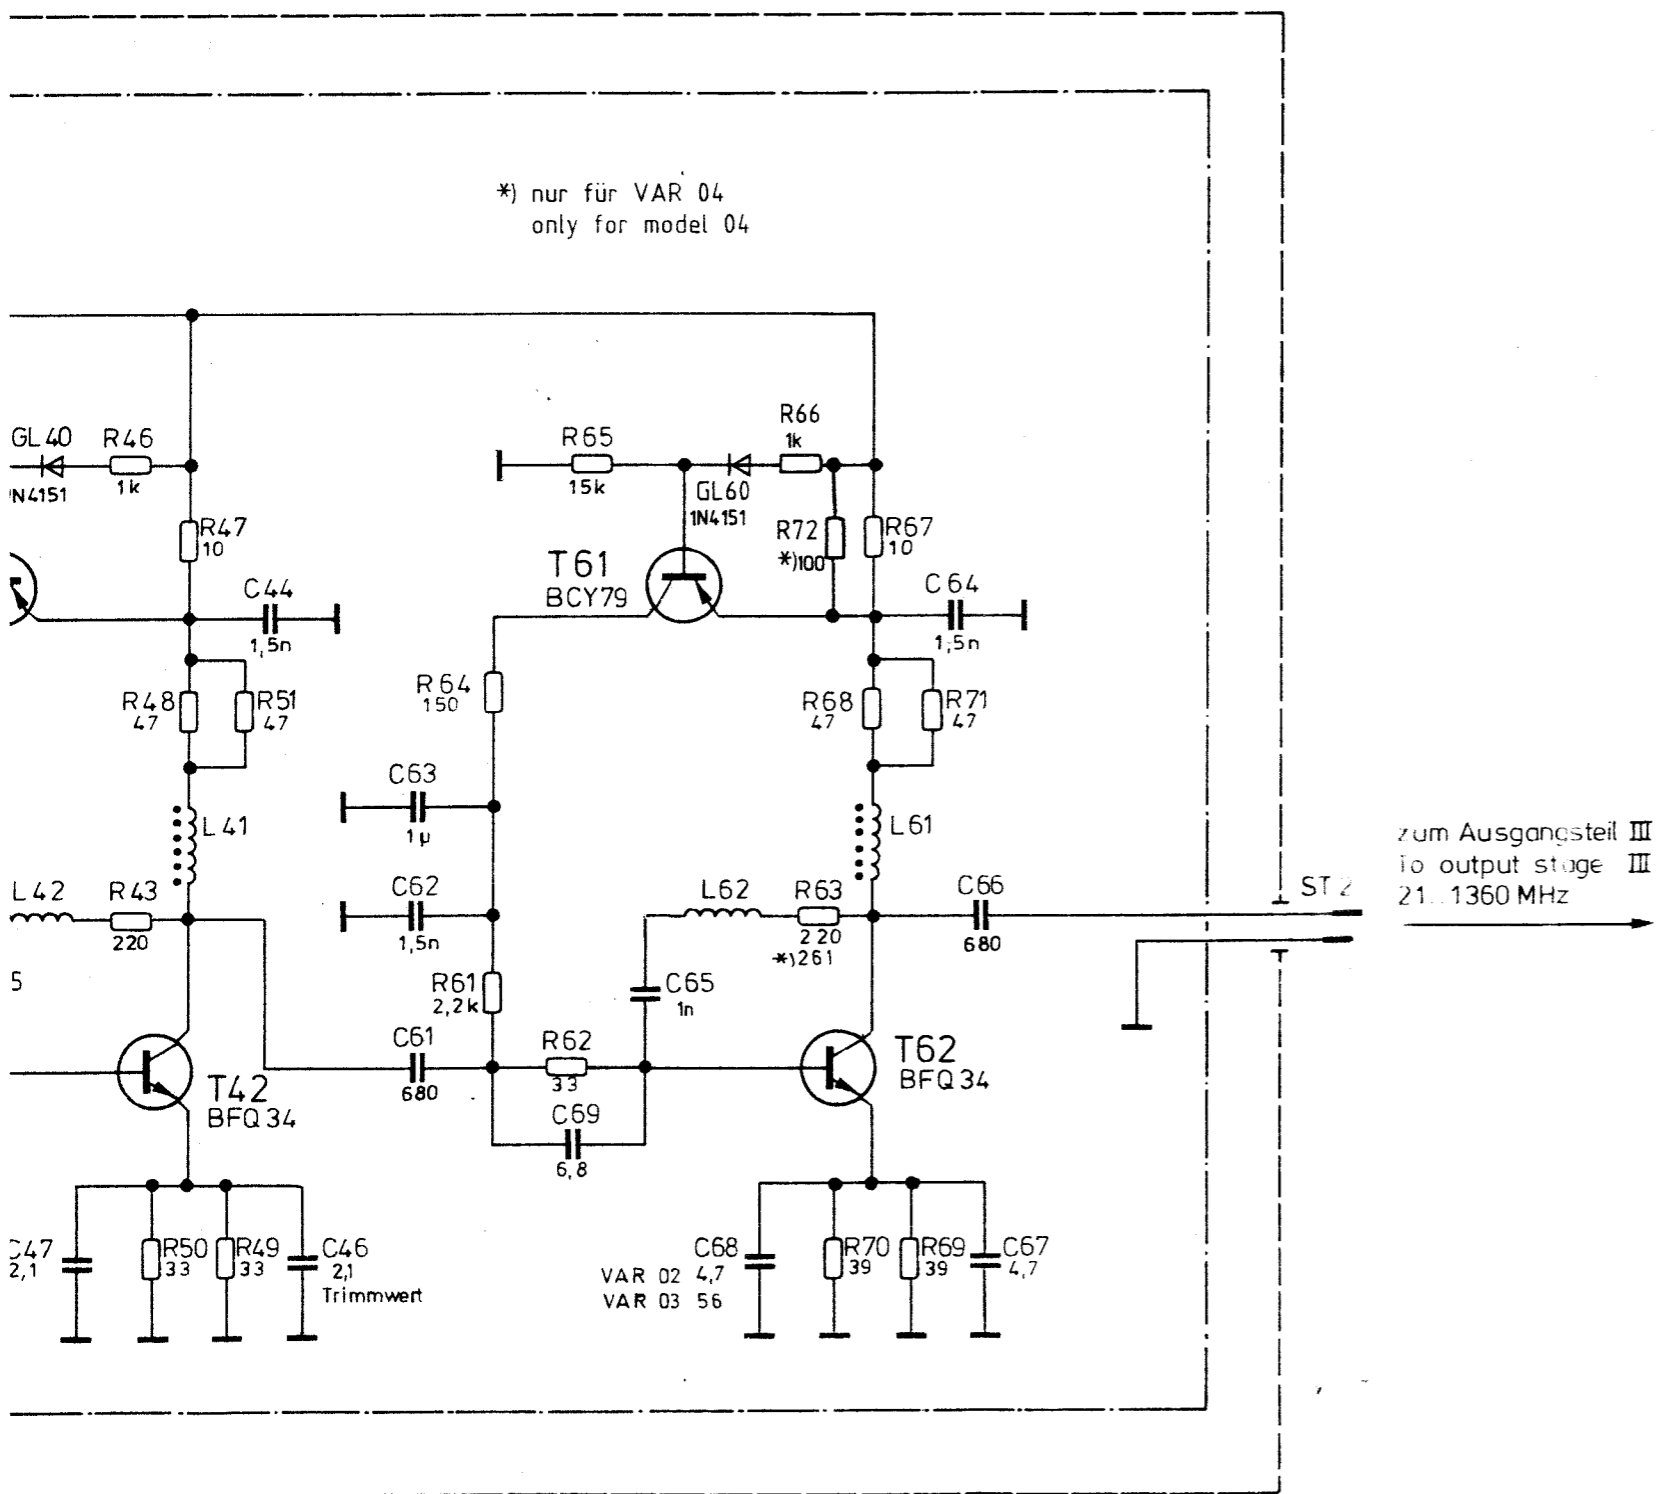 *) nur für VAR 04
only for model 04
GL40
1N4151
R46
1k
R47
10
C44
1,5n
R48
47
R51
47
L41
L42
R43
220
5
T42
BFQ34
C47
2,1
R50
33
R49
33
C46
2,1
Trimmwert
R65
15k
R66
1k
GL60
1N4151
R72
*)100
R67
10
T61
BCY79
C64
1,5n
R64
150
R68
47
R71
47
C63
1µ
L61
C62
1,5n
L62
R63
220
*)261
C66
680
ST 2
zum Ausgangsteil III
To output stage III
21...1360 MHz
R61
2,2k
C65
1n
C61
680
R62
33
C69
6,8
T62
BFQ34
C68
VAR 02 4,7
VAR 03 56
R70
39
R69
39
C67
4,7